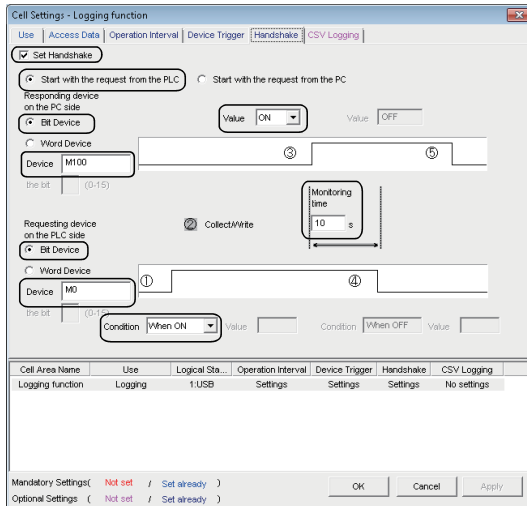 Cell Settings - Logging function
Use Access Data Operation Interval Device Trigger Handshake CSV Logging
Set Handshake
Start with the request from the PLC Start with the request from the PC
Responding device
on the PC side
Bit Device
Value ON Value OFF
Word Device
③ ⑤
Device M100
the bit (0-15)
Monitoring
time
10 s
Requesting device
on the PLC side
② Collect/Write
Bit Device
Word Device
① ④
Device M0
the bit (0-15)
Condition When ON Value Condition When OFF Value
Cell Area Name Use Logical Sta... Operation Interval Device Trigger Handshake CSV Logging
Logging function Logging 1:USB Settings Settings Settings No settings
Mandatory Settings( Not set / Set already )
Optional Settings ( Not set / Set already )
OK Cancel Apply